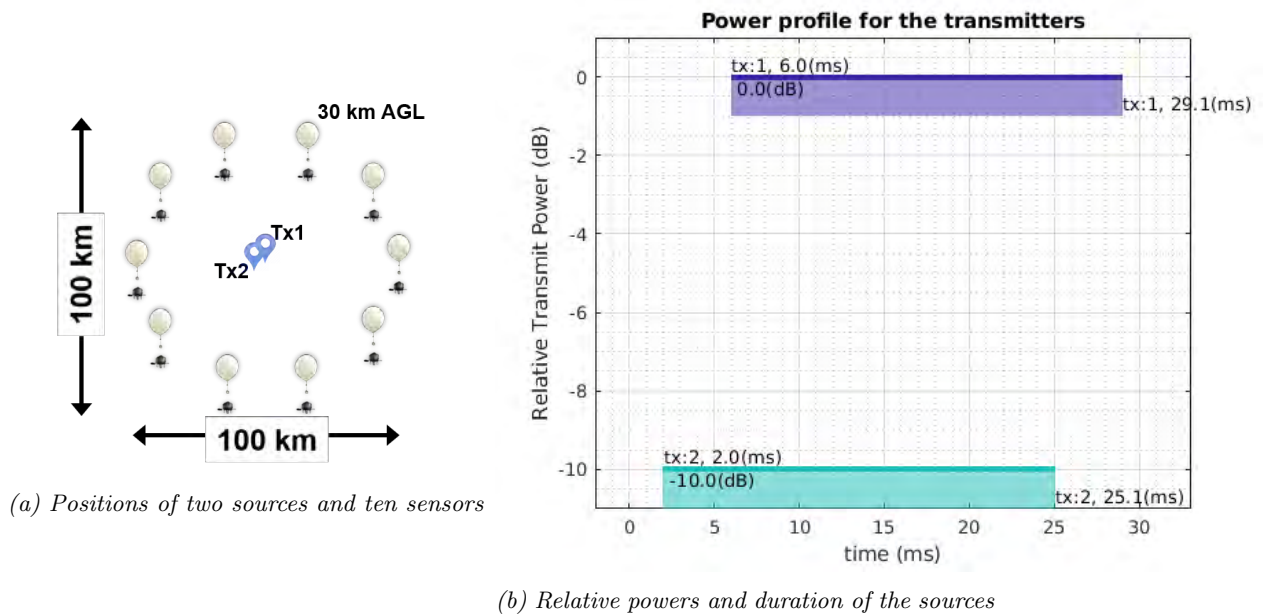 30 km AGL
100 km
Tx1
Tx2
100 km
(a) Positions of two sources and ten sensors
Power profile for the transmitters
Relative Transmit Power (dB)
0
-2
-4
-6
-8
-10
tx:1, 6.0(ms)
0.0(dB)
tx:1, 29.1(ms)
tx:2, 2.0(ms)
-10.0(dB)
tx:2, 25.1(ms)
0 5 10 15 20 25 30
time (ms)
(b) Relative powers and duration of the sources